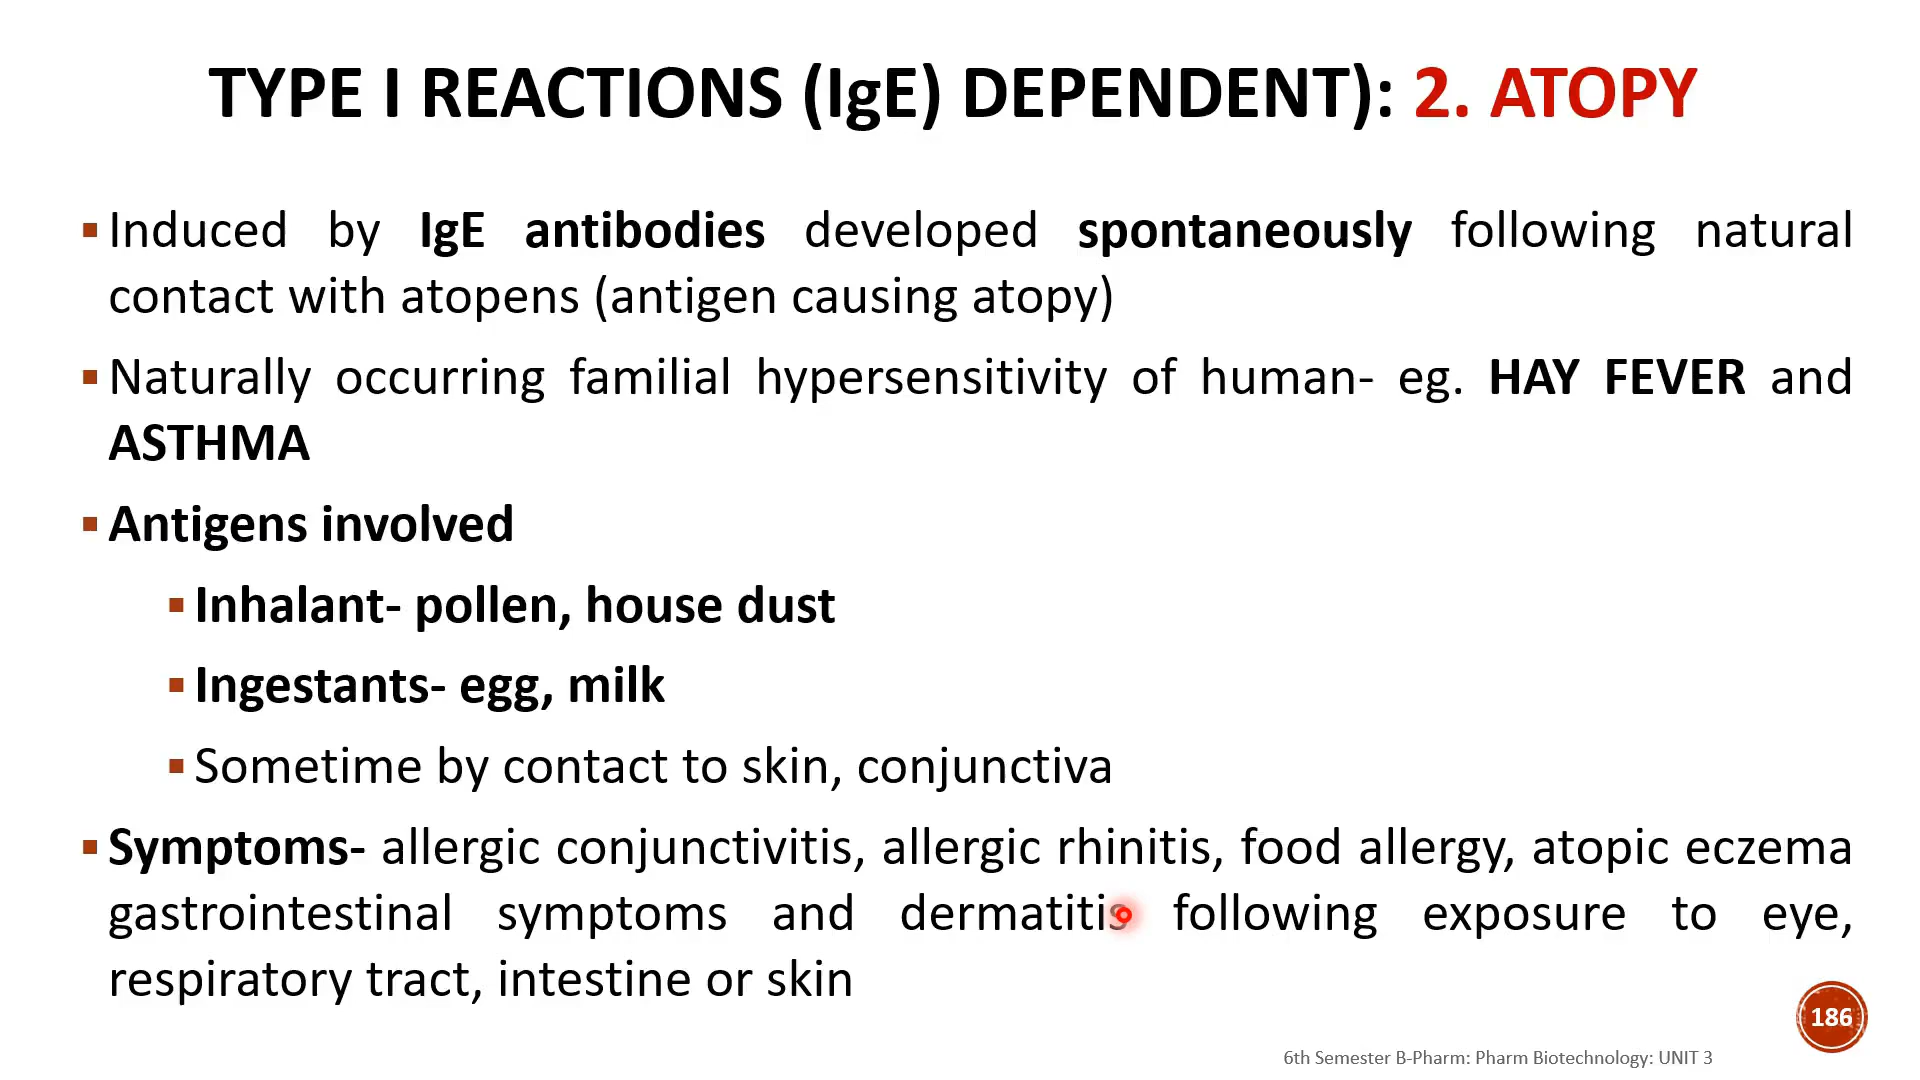 TYPE I REACTIONS (IgE) DEPENDENT): 2. ATOPY
Induced by IgE antibodies developed spontaneously following natural
contact with atopens (antigen causing atopy)
Naturally occurring familial hypersensitivity of human- eg. HAY FEVER and
ASTHMA
Antigens involved
Inhalant- pollen, house dust
Ingestants- egg, milk
Sometime by contact to skin, conjunctiva
Symptoms- allergic conjunctivitis, allergic rhinitis, food allergy, atopic eczema
gastrointestinal symptoms and dermatitis following exposure to eye,
respiratory tract, intestine or skin
186
6th Semester B-Pharm: Pharm Biotechnology: UNIT 3